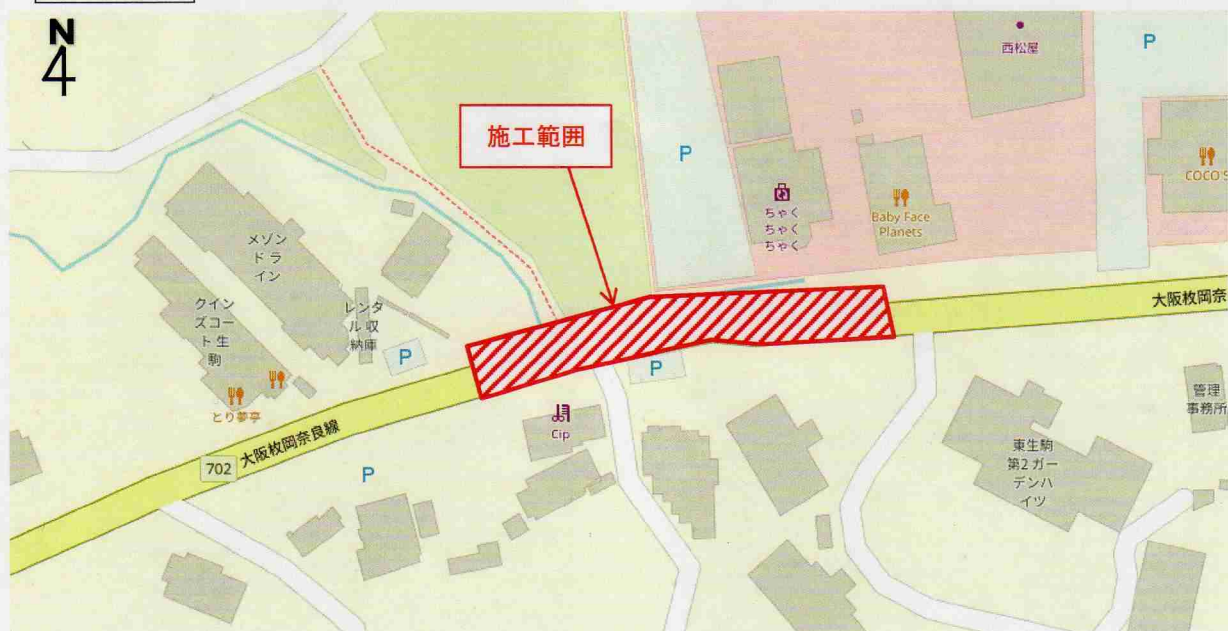 N
西松屋
P
施工範囲
P
COCO'S
ちゃく
ちゃく
ちゃく
Baby Face
Planets
メゾン
ドラ
イン
大阪枚岡奈
クイン
ズコー
ト生
駒
レンタ
ル収
納庫
P
P
管理
事務所
とり夢亭
Cip
702
大阪枚岡奈良線
東生駒
第2ガー
デンハ
イツ
P